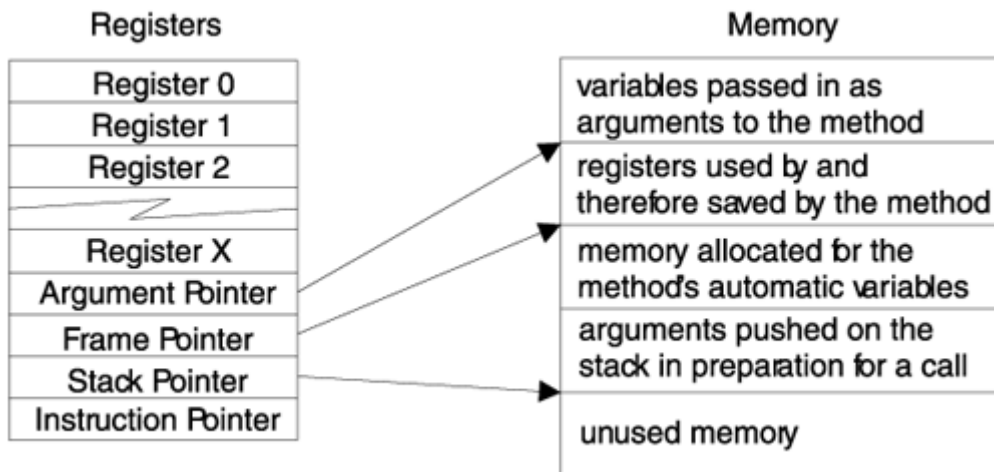 Registers
Register 0
Register 1
Register 2
Register X
Argument Pointer
Frame Pointer
Stack Pointer
Instruction Pointer
Memory
variables passed in as
arguments to the method
registers used by and
therefore saved by the method
memory allocated for the
method's automatic variables
arguments pushed on the
stack in preparation for a call
unused memory